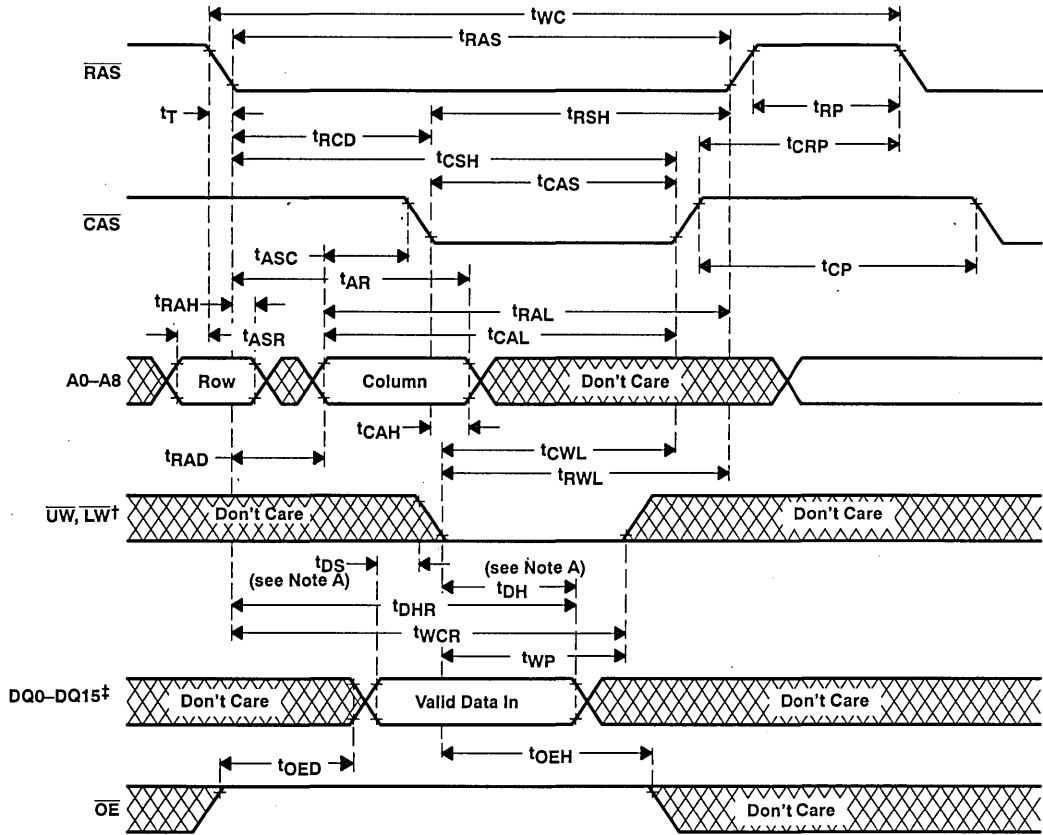 tWC
tRAS
RAS
tT
tRSH
tRP
tRCD
tCRP
tCSH
tCAS
CAS
tASC
tAR
tCP
tRAH
tRAL
tASR
tCAL
A0–A8
Row
Column
Don't Care
tCAH
tRAD
tCWL
tRWL
UW, LW†
Don't Care
Don't Care
tDS
(see Note A)
(see Note A)
tDH
tDHR
tWCR
tWP
DQ0–DQ15‡
Don't Care
Valid Data In
Don't Care
tOED
tOEH
OE
Don't Care